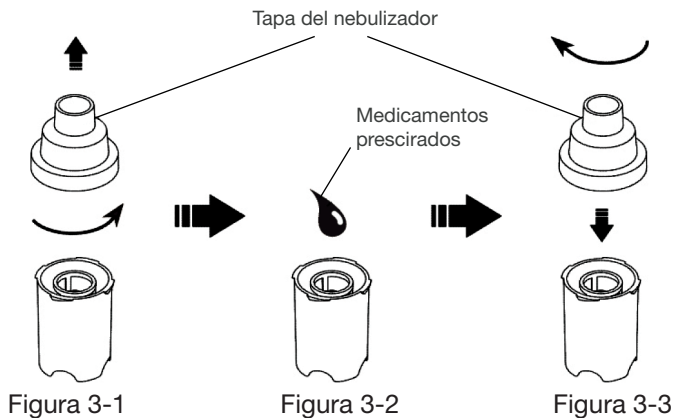 Tapa del nebulizador
Medicamentos
prescirados
Figura 3-1
Figura 3-2
Figura 3-3